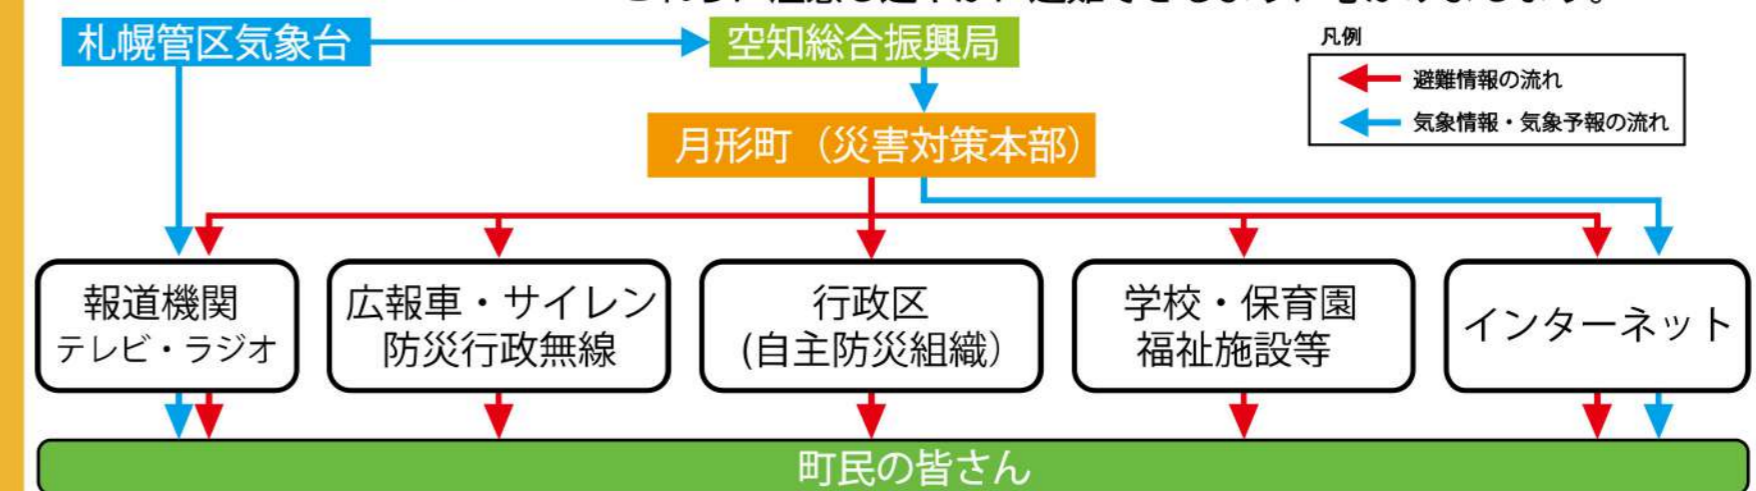 札幌管区気象台
空知総合振興局
凡例
避難情報の流れ
気象情報・気象予報の流れ
月形町（災害対策本部）
報道機関
テレビ・ラジオ
広報車・サイレン
防災行政無線
行政区
(自主防災組織）
学校・保育園
福祉施設等
インターネット
町民の皆さん